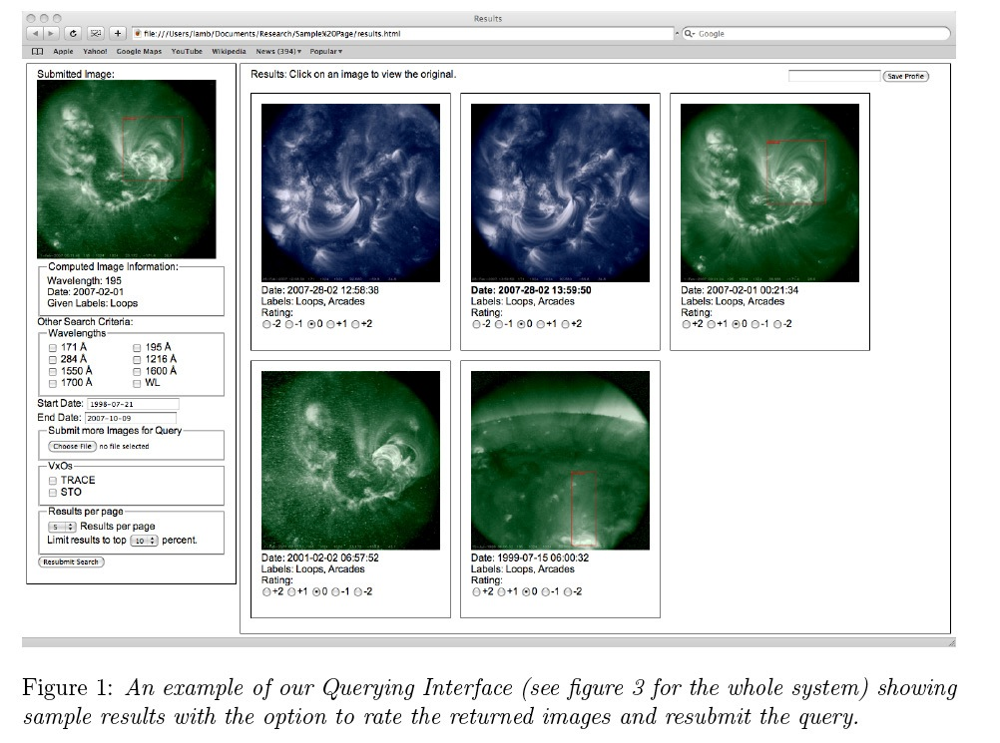 Results
file:///Users/lamb/Documents/Research/Sample%20Page/results.html
Google
Apple Yahoo! Google Maps YouTube Wikipedia News (394)▾ Popular▾
Submitted Image:
Computed Image Information:
Wavelength: 195
Date: 2007-02-01
Given Labels: Loops
Other Search Criteria:
Wavelengths
171 Å 195 Å
284 Å 1216 Å
1550 Å 1600 Å
1700 Å WL
Start Date: 1998-07-21
End Date: 2007-10-09
Submit more Images for Query
Choose File no file selected
VxOs
TRACE
STO
Results per page
5 Results per page
Limit results to top 10 percent.
Resubmit Search
Results: Click on an image to view the original.
Save Profie
Date: 2007-28-02 12:58:38
Labels: Loops, Arcades
Rating:
-2 -1 0 +1 +2
Date: 2007-28-02 13:59:50
Labels: Loops, Arcades
Rating:
-2 -1 0 +1 +2
Date: 2007-02-01 00:21:34
Labels: Loops, Arcades
Rating:
+2 +1 0 -1 -2
Date: 2001-02-02 06:57:52
Labels: Loops, Arcades
Rating:
+2 +1 0 -1 -2
Date: 1999-07-15 06:00:32
Labels: Loops, Arcades
Rating:
+2 +1 0 -1 -2
Figure 1: An example of our Querying Interface (see figure 3 for the whole system) showing
sample results with the option to rate the returned images and resubmit the query.